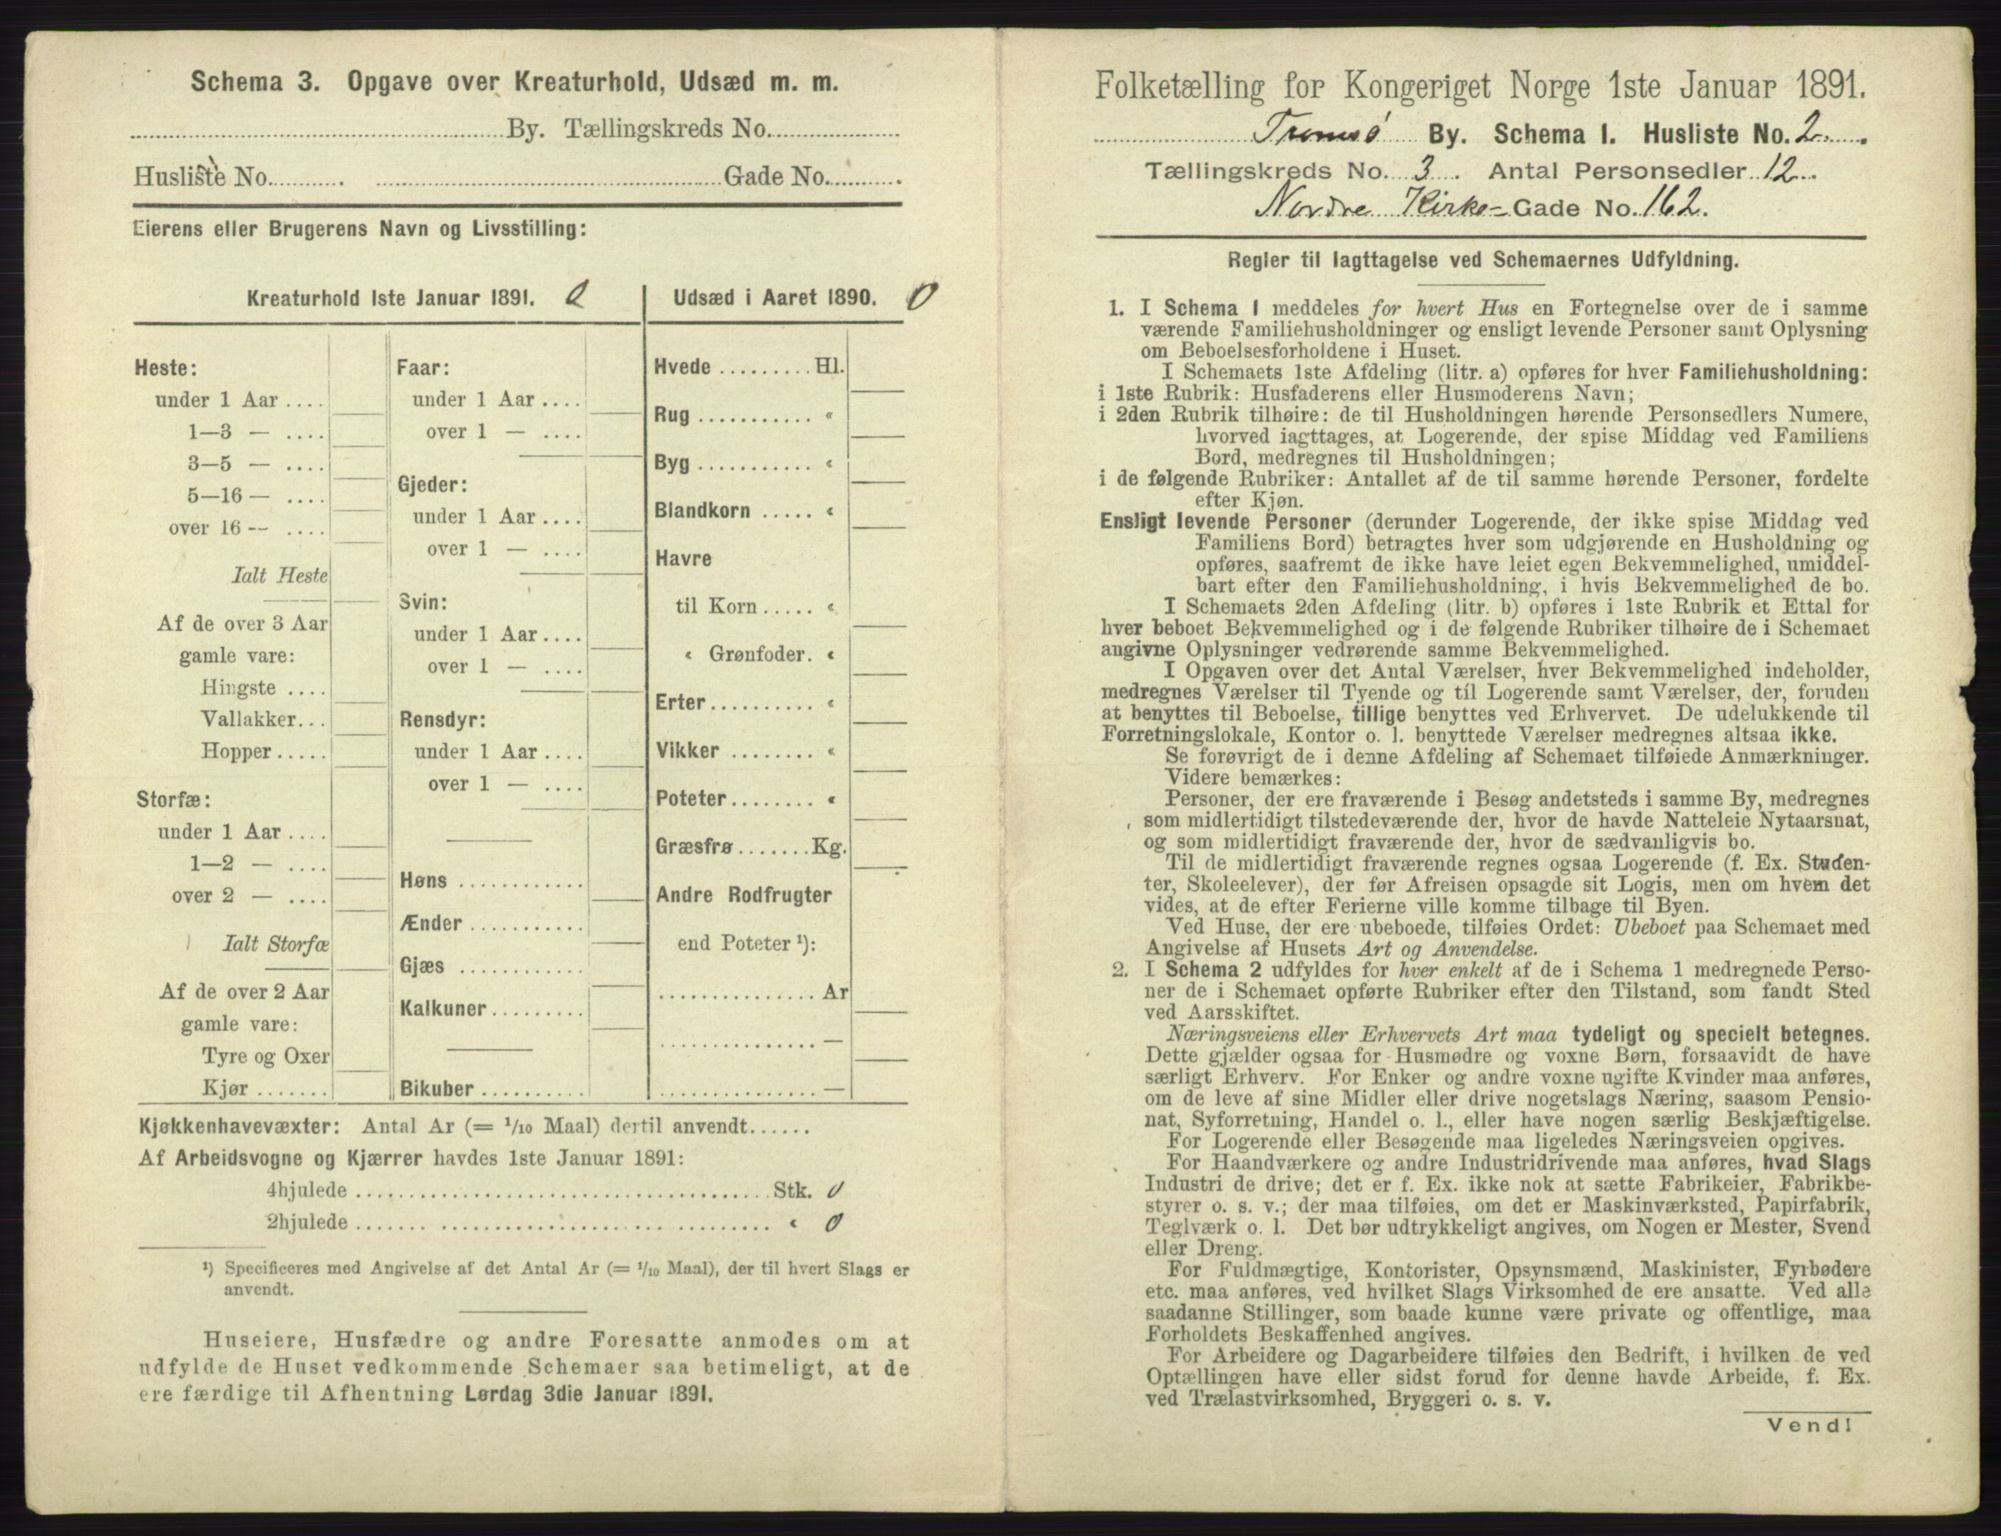 Schema 3. Opgave over Kreaturhold, Udsæd m. m.
By. Tællingskreds No.
Husliste No. Gade No.
Eierens eller Brugerens Navn og Livsstilling:
Kreaturhold 1ste Januar 1891. 0
Udsæd i Aaret 1890. 0
Heste:
under 1 Aar ....
1—3 — ....
3—5 — ....
5—16 — ....
over 16 — ....
Ialt Heste
Af de over 3 Aar
gamle vare:
Hingste ....
Vallakker...
Hopper.....
Storfæ:
under 1 Aar ....
1—2 — ....
over 2 — ....
Ialt Storfæ
Af de over 2 Aar
gamle vare:
Tyre og Oxer
Kjør .......
Faar:
under 1 Aar ....
over 1 — ....
Gjeder:
under 1 Aar ....
over 1 — ....
Svin:
under 1 Aar ....
over 1 — ....
Rensdyr:
under 1 Aar ....
over 1 — ....
Høns ............
Ænder ...........
Gjæs ............
Kalkuner.........
Bikuber ..........
Hvede ......... Hl.
Rug ........... «
Byg ........... «
Blandkorn ..... «
Havre
til Korn ..... «
« Grønfoder. «
Erter.......... «
Vikker ........ «
Poteter........ «
Græsfrø.......Kg.
Andre Rodfrugter
end Poteter ¹):
............... Ar
............... —
............... —
Kjøkkenhavevæxter: Antal Ar (= 1/10 Maal) dertil anvendt......
Af Arbeidsvogne og Kjærrer havdes 1ste Januar 1891:
4hjulede ........................................ Stk. 0
2hjulede ....... ........................ ........... « 0
¹) Specificeres med Angivelse af det Antal Ar (= 1/10 Maal), der til hvert Slags er
anvendt.
Huseiere, Husfædre og andre Foresatte anmodes om at
udfylde de Huset vedkommende Schemaer saa betimeligt, at de
ere færdige til Afhentning Lørdag 3die Januar 1891.
Folketælling for Kongeriget Norge 1ste Januar 1891.
Tromsø By. Schema 1. Husliste No. 2.
Tællingskreds No. 3. Antal Personsedler 12.
Nordre Kirke-Gade No. 162.
Regler til Iagttagelse ved Schemaernes Udfyldning.
1. I Schema 1 meddeles for hvert Hus en Fortegnelse over de i samme
værende Familiehusholdninger og ensligt levende Personer samt Oplysning
om Beboelsesforholdene i Huset.
I Schemaets 1ste Afdeling (litr. a) opføres for hver Familiehusholdning:
i 1ste Rubrik: Husfaderens eller Husmoderens Navn;
i 2den Rubrik tilhøire: de til Husholdningen hørende Personsedlers Numere,
hvorved iagttages, at Logerende, der spise Middag ved Familiens
Bord, medregnes til Husholdningen;
i de følgende Rubriker: Antallet af de til samme hørende Personer, fordelte
efter Kjøn.
Ensligt levende Personer (derunder Logerende, der ikke spise Middag ved
Familiens Bord) betragtes hver som udgjørende en Husholdning og
opføres, saafremt de ikke have leiet egen Bekvemmelighed, umiddel-
bart efter den Familiehusholdning, i hvis Bekvemmelighed de bo.
I Schemaets 2den Afdeling (litr. b) opføres i 1ste Rubrik et Ettal for
hver beboet Bekvemmelighed og i de følgende Rubriker tilhøire de i Schemaet
angivne Oplysninger vedrørende samme Bekvemmelighed.
I Opgaven over det Antal Værelser, hver Bekvemmelighed indeholder,
medregnes Værelser til Tyende og til Logerende samt Værelser, der, foruden
at benyttes til Beboelse, tillige benyttes ved Erhvervet. De udelukkende til
Forretningslokale, Kontor o. l. benyttede Værelser medregnes altsaa ikke.
Se forøvrigt de i denne Afdeling af Schemaet tilføiede Anmærkninger.
Videre bemærkes:
Personer, der ere fraværende i Besøg andetsteds i samme By, medregnes
som midlertidigt tilstedeværende der, hvor de havde Natteleie Nytaarsnat,
og som midlertidigt fraværende der, hvor de sædvanligvis bo.
Til de midlertidigt fraværende regnes ogsaa Logerende (f. Ex. Studen-
ter, Skoleelever), der før Afreisen opsagde sit Logis, men om hvem det
vides, at de efter Ferierne ville komme tilbage til Byen.
Ved Huse, der ere ubeboede, tilføies Ordet: Ubeboet paa Schemaet med
Angivelse af Husets Art og Anvendelse.
2. I Schema 2 udfyldes for hver enkelt af de i Schema 1 medregnede Perso-
ner de i Schemaet opførte Rubriker efter den Tilstand, som fandt Sted
ved Aarsskiftet.
Næringsveiens eller Erhvervets Art maa tydeligt og specielt betegnes.
Dette gjælder ogsaa for Husmødre og voxne Børn, forsaavidt de have
særligt Erhverv. For Enker og andre voxne ugifte Kvinder maa anføres,
om de leve af sine Midler eller drive nogetslags Næring, saasom Pensio-
nat, Syforretning, Handel o. l., eller have nogen særlig Beskjæftigelse.
For Logerende eller Besøgende maa ligeledes Næringsveien opgives.
For Haandværkere og andre Industridrivende maa anføres, hvad Slags
Industri de drive; det er f. Ex. ikke nok at sætte Fabrikeier, Fabrikbe-
styrer o. s. v.; der maa tilføies, om det er Maskinværksted, Papirfabrik,
Teglværk o. l. Det bør udtrykkeligt angives, om Nogen er Mester, Svend
eller Dreng.
For Fuldmægtige, Kontorister, Opsynsmænd, Maskinister, Fyrbødere
etc. maa anføres, ved hvilket Slags Virksomhed de ere ansatte. Ved alle
saadanne Stillinger, som baade kunne være private og offentlige, maa
Forholdets Beskaffenhed angives.
For Arbeidere og Dagarbeidere tilføies den Bedrift, i hvilken de ved
Optællingen have eller sidst forud for denne havde Arbeide, f. Ex.
ved Trælastvirksomhed, Bryggeri o. s. v.
Vend!